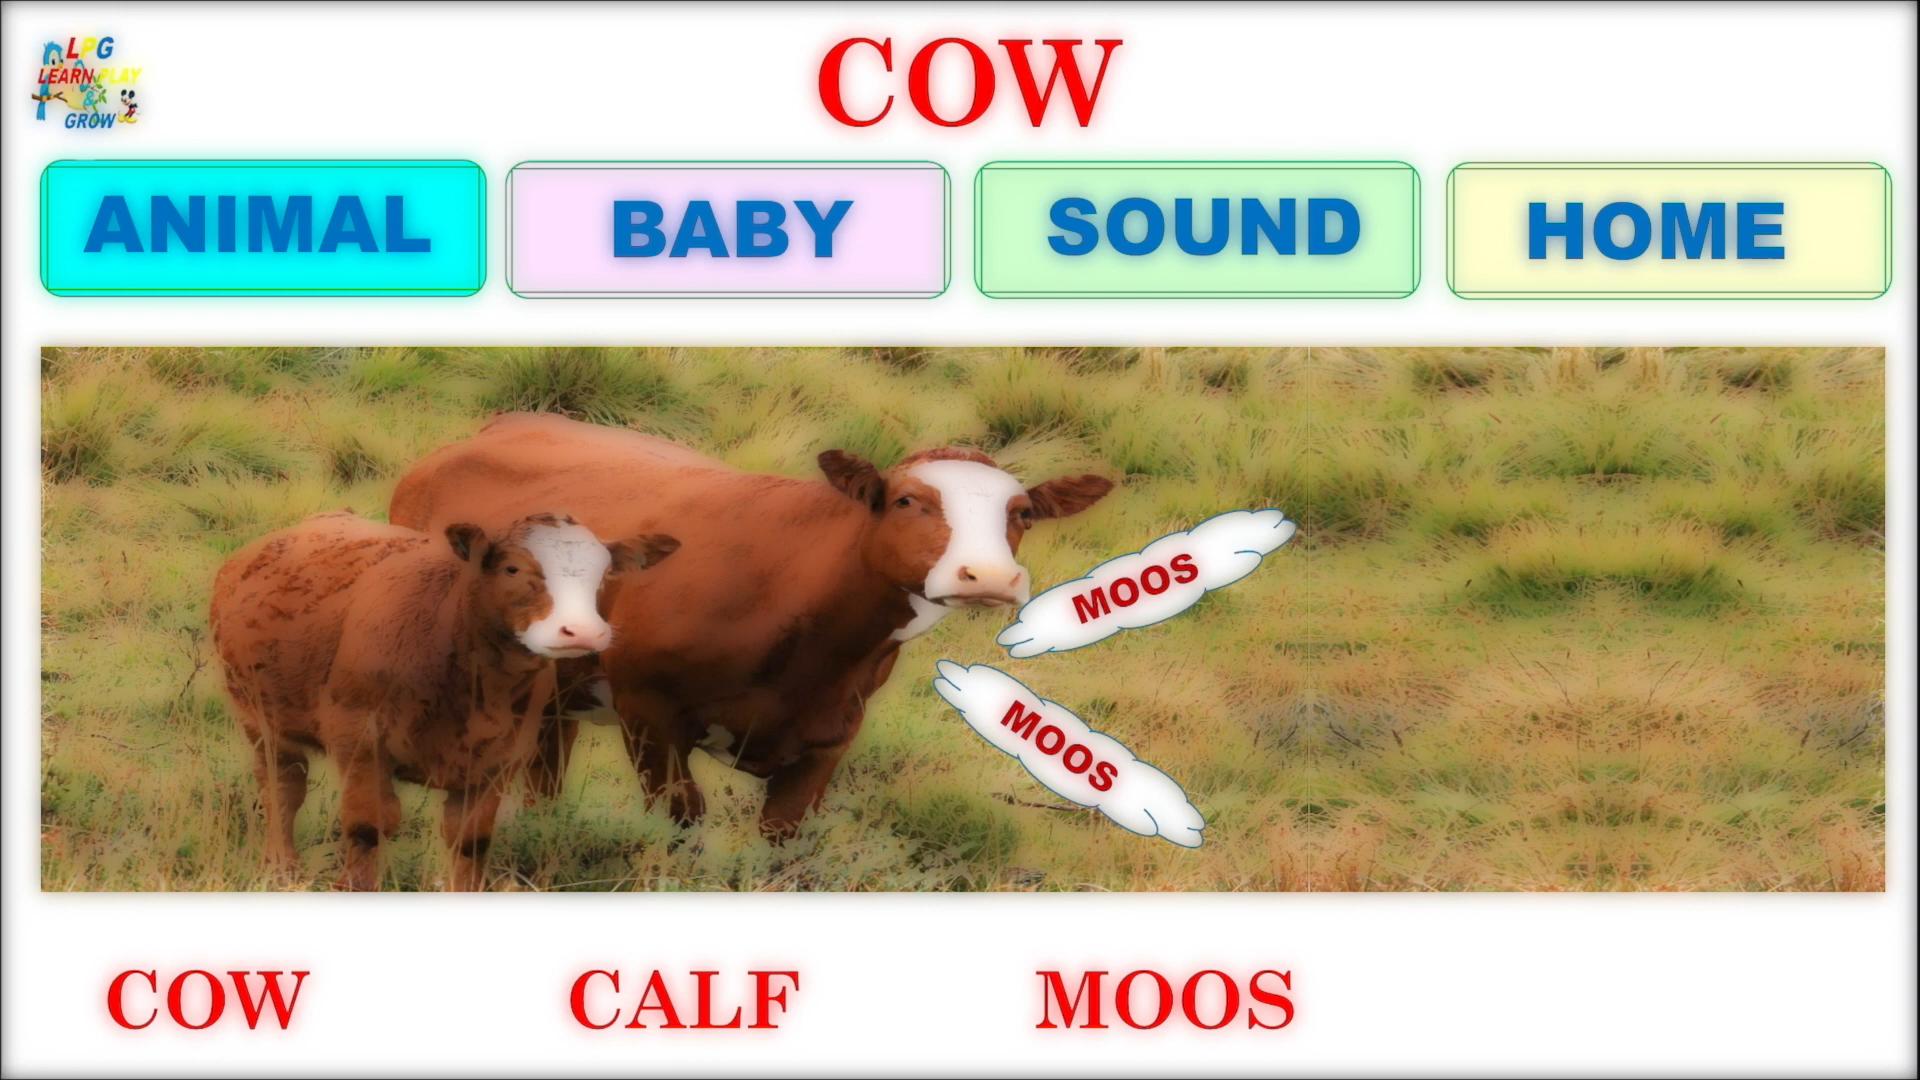 LPG
LEARN PLAY
&
GROW
COW
ANIMAL
BABY
SOUND
HOME
MOOS
MOOS
COW
CALF
MOOS